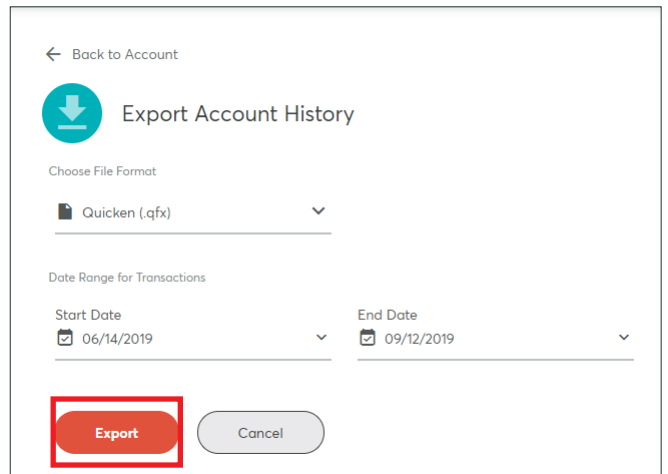 Back to Account
Export Account History
Choose File Format
Quicken (.qfx)
Date Range for Transactions
Start Date
06/14/2019
End Date
09/12/2019
Export
Cancel